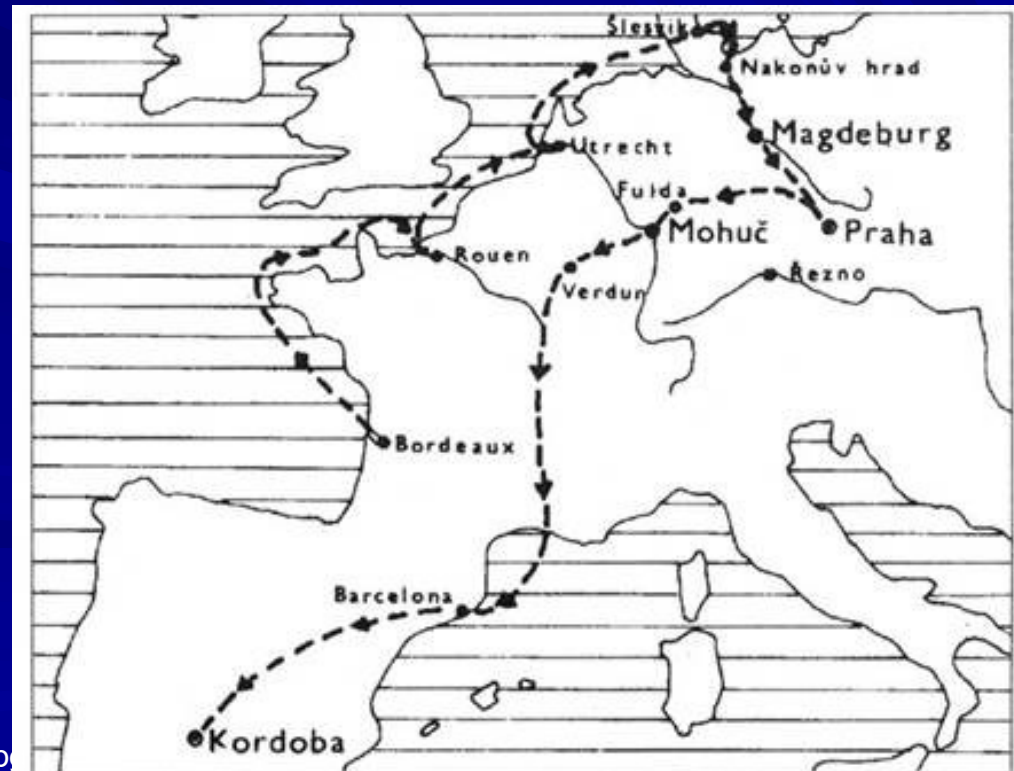 Šlesvik
Nakonův hrad
Magdeburg
Utrecht
Fulda
Mohuč
Praha
Rouen
Verdun
Řezno
Bordeaux
Barcelona
Kordoba